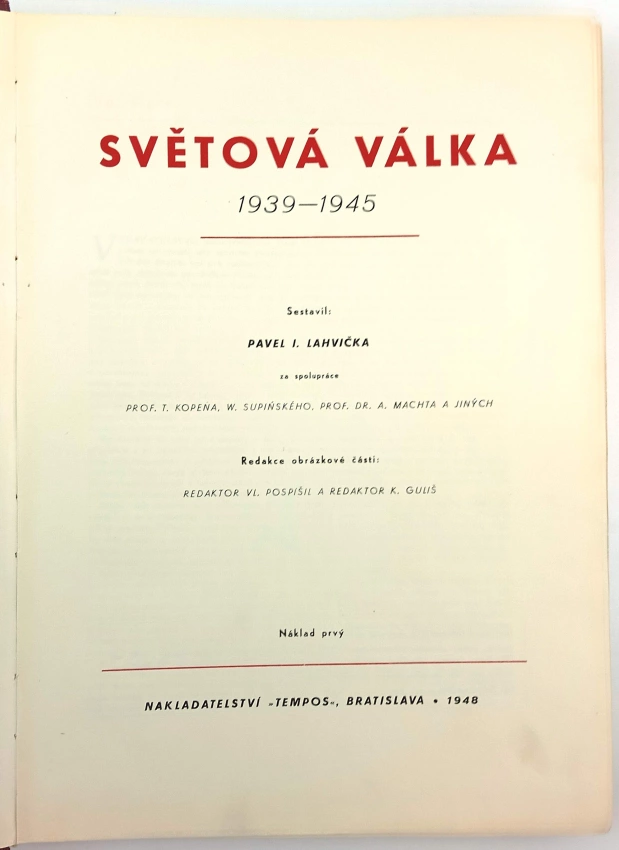 SVĚTOVÁ VÁLKA
1939—1945
Sestavil:
PAVEL I. LAHVIČKA
za spolupráce
PROF. T. KOPEŇA, W. SUPIŃSKÉHO, PROF. DR. A. MACHTA A JINÝCH
Redakce obrázkové části:
REDAKTOR VL. POSPÍŠIL A REDAKTOR K. GULIŠ
Náklad prvý
NAKLADATELSTVÍ »TEMPOS«, BRATISLAVA • 1948